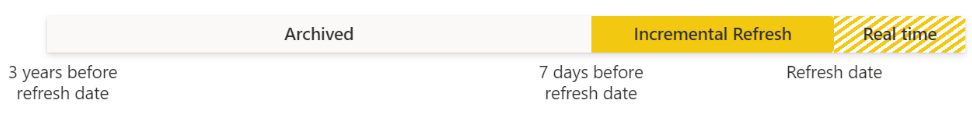 Archived
Incremental Refresh
Real time
3 years before
refresh date
7 days before
refresh date
Refresh date